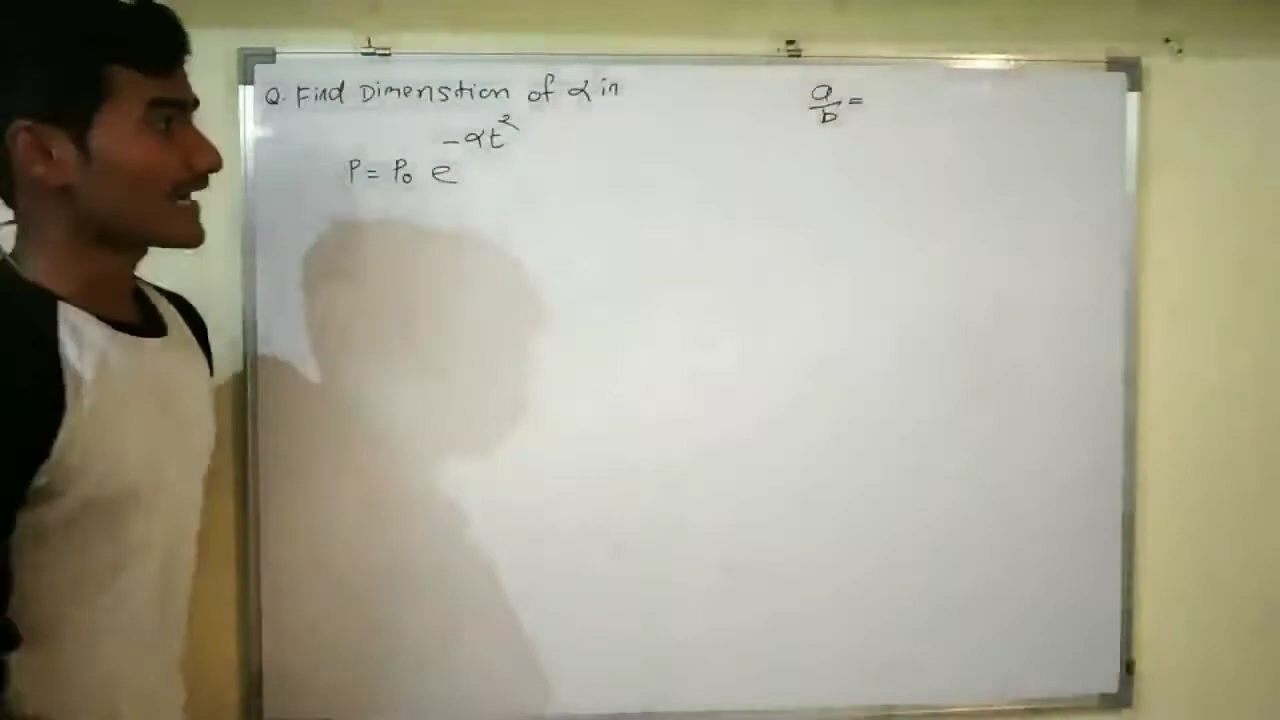 Q. Find Dimenstion of α in
P = P₀ e^{-αt²}
a/b =